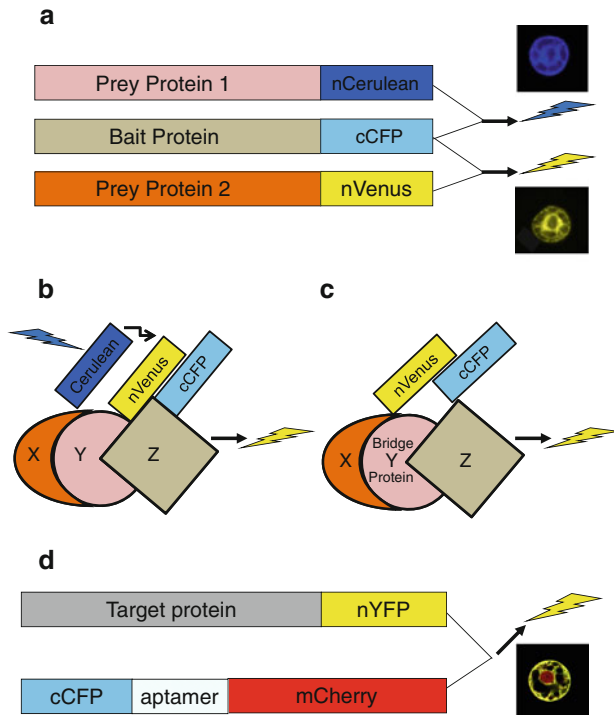 a
Prey Protein 1
nCerulean
Bait Protein
cCFP
Prey Protein 2
nVenus
b
Cerulean
nVenus
cCFP
X
Y
Z
c
nVenus
cCFP
X
Bridge
Y
Protein
Z
d
Target protein
nYFP
cCFP
aptamer
mCherry